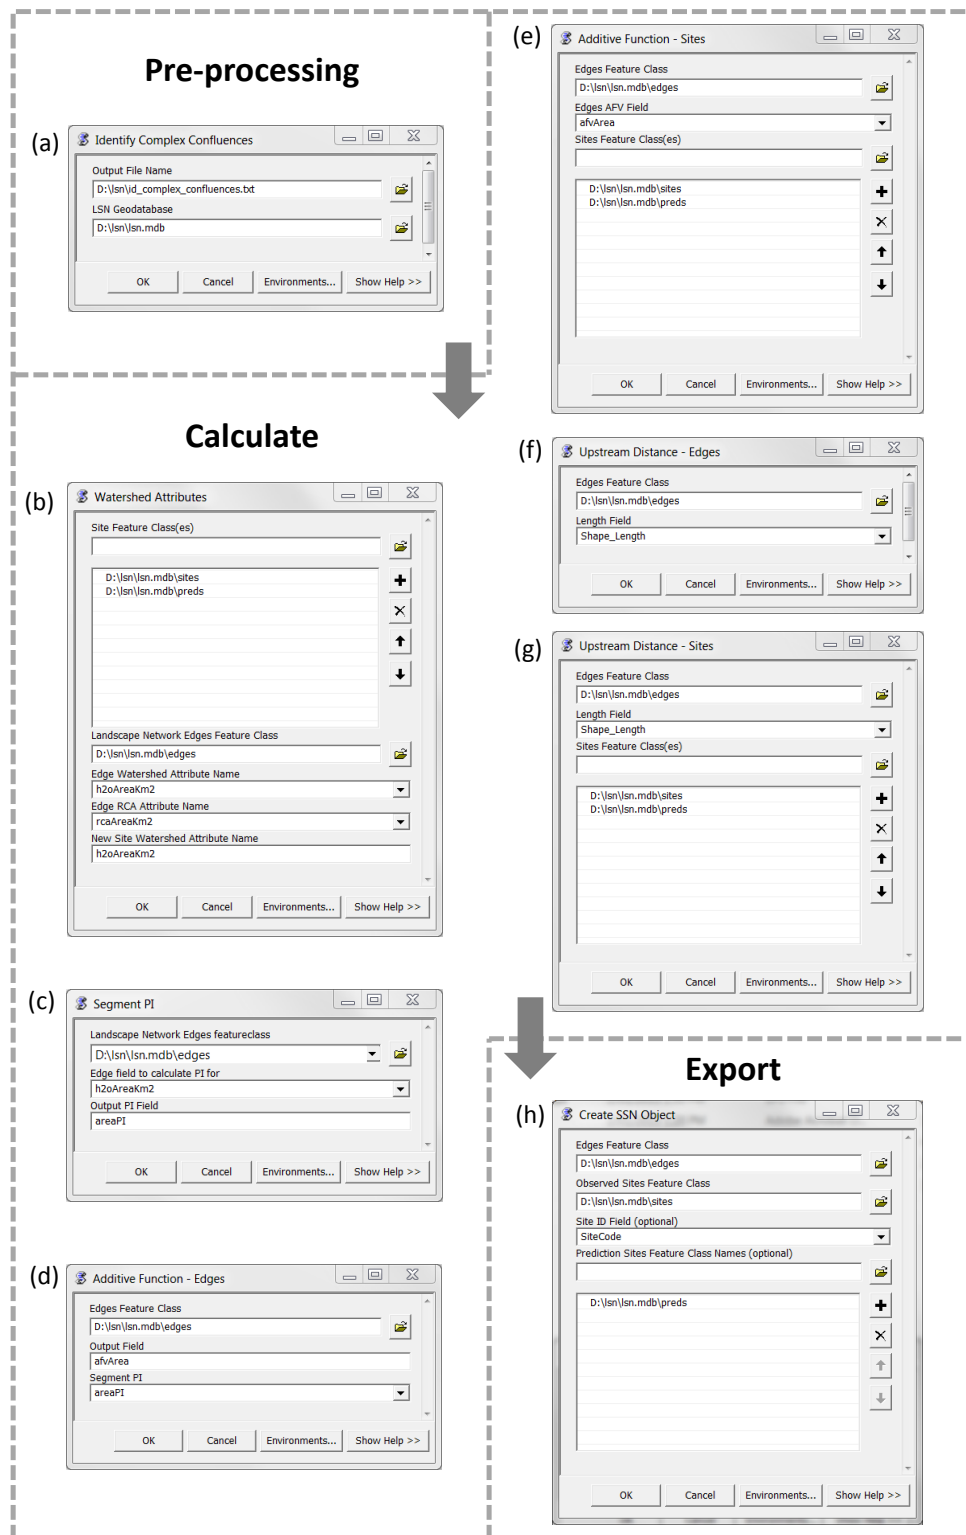 Pre-processing
(a)
Identify Complex Confluences
Output File Name
D:\lsn\id_complex_confluences.txt
LSN Geodatabase
D:\lsn\lsn.mdb
OK Cancel Environments... Show Help >>
Calculate
(b)
Watershed Attributes
Site Feature Class(es)
D:\lsn\lsn.mdb\sites
D:\lsn\lsn.mdb\preds
Landscape Network Edges Feature Class
D:\lsn\lsn.mdb\edges
Edge Watershed Attribute Name
h2oAreaKm2
Edge RCA Attribute Name
rcaAreaKm2
New Site Watershed Attribute Name
h2oAreaKm2
OK Cancel Environments... Show Help >>
(c)
Segment PI
Landscape Network Edges featureclass
D:\lsn\lsn.mdb\edges
Edge field to calculate PI for
h2oAreaKm2
Output PI Field
areaPI
OK Cancel Environments... Show Help >>
(d)
Additive Function - Edges
Edges Feature Class
D:\lsn\lsn.mdb\edges
Output Field
afvArea
Segment PI
areaPI
OK Cancel Environments... Show Help >>
(e)
Additive Function - Sites
Edges Feature Class
D:\lsn\lsn.mdb\edges
Edges AFV Field
afvArea
Sites Feature Class(es)
D:\lsn\lsn.mdb\sites
D:\lsn\lsn.mdb\preds
OK Cancel Environments... Show Help >>
(f)
Upstream Distance - Edges
Edges Feature Class
D:\lsn\lsn.mdb\edges
Length Field
Shape_Length
OK Cancel Environments... Show Help >>
(g)
Upstream Distance - Sites
Edges Feature Class
D:\lsn\lsn.mdb\edges
Length Field
Shape_Length
Sites Feature Class(es)
D:\lsn\lsn.mdb\sites
D:\lsn\lsn.mdb\preds
OK Cancel Environments... Show Help >>
Export
(h)
Create SSN Object
Edges Feature Class
D:\lsn\lsn.mdb\edges
Observed Sites Feature Class
D:\lsn\lsn.mdb\sites
Site ID Field (optional)
SiteCode
Prediction Sites Feature Class Names (optional)
D:\lsn\lsn.mdb\preds
OK Cancel Environments... Show Help >>